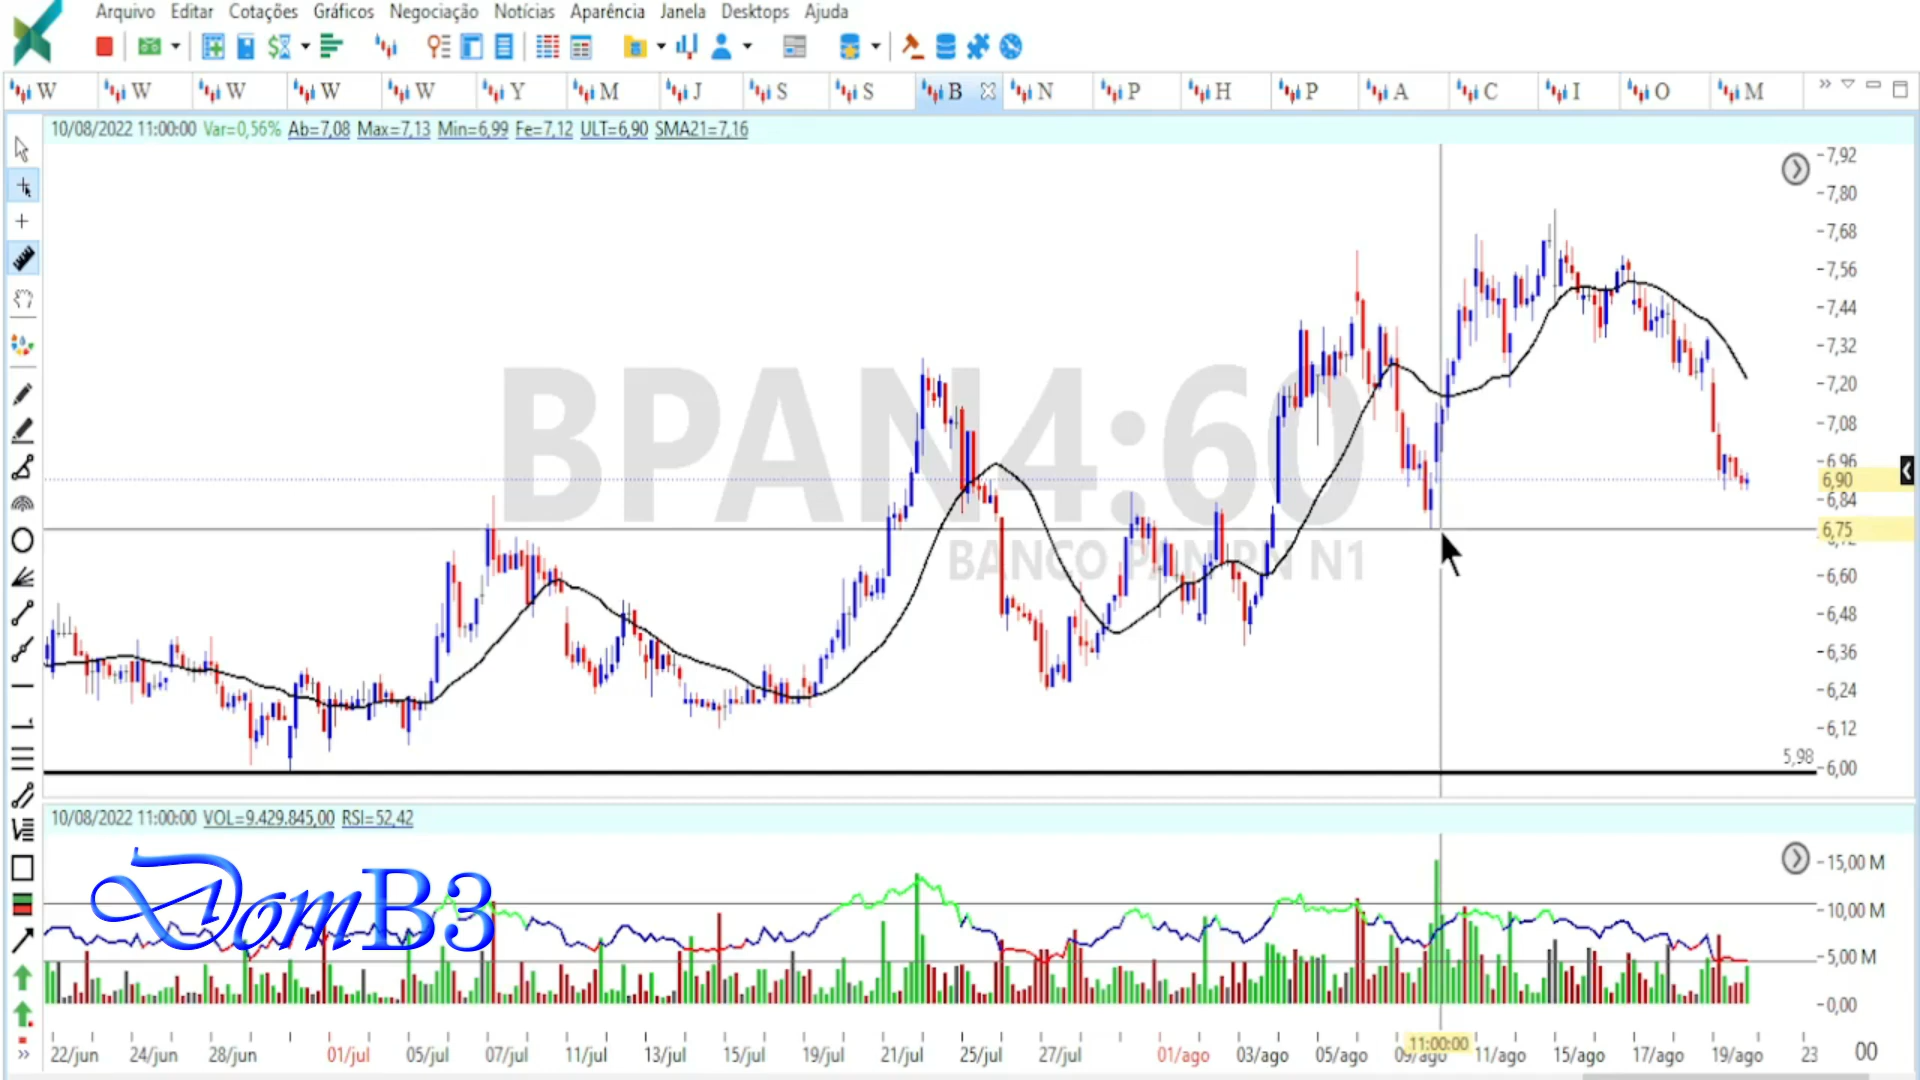 Arquivo Editar Cotações Gráficos Negociação Notícias Aparência Janela Desktops Ajuda
W W W W W Y M J S S B N P H P A C I O M
10/08/2022 11:00:00 Var=0,56% Ab=7,08 Max=7,13 Min=6,99 Fe=7,12 ULT=6,90 SMA21=7,16
BPAN4:60
BANCO PAN PN N1
7,92
7,80
7,68
7,56
7,44
7,32
7,20
7,08
6,96
6,90
6,84
6,75
6,60
6,48
6,36
6,24
6,12
5,98
6,00
10/08/2022 11:00:00 VOL=9.429.845,00 RSI=52,42
DomB3
15,00 M
10,00 M
5,00 M
0,00
11:00:00
22/jun 24/jun 28/jun 01/jul 05/jul 07/jul 11/jul 13/jul 15/jul 19/jul 21/jul 25/jul 27/jul 01/ago 03/ago 05/ago 09/ago 11/ago 15/ago 17/ago 19/ago 23 00